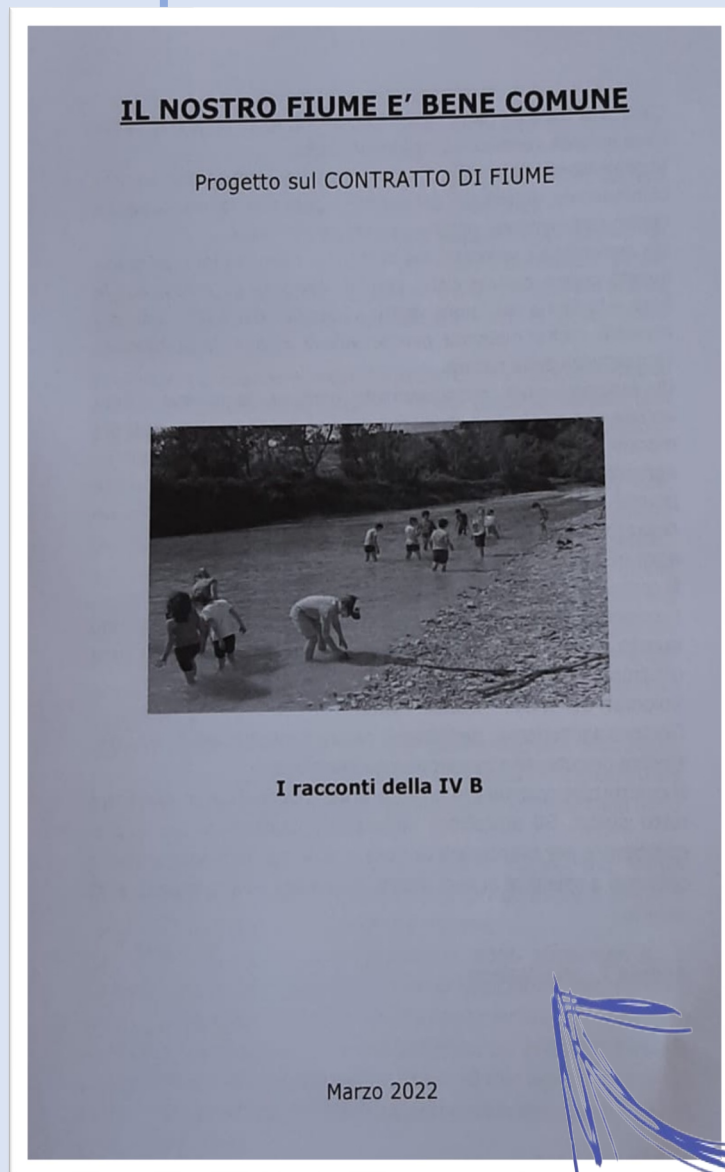 IL NOSTRO FIUME E' BENE COMUNE
Progetto sul CONTRATTO DI FIUME
I racconti della IV B
Marzo 2022